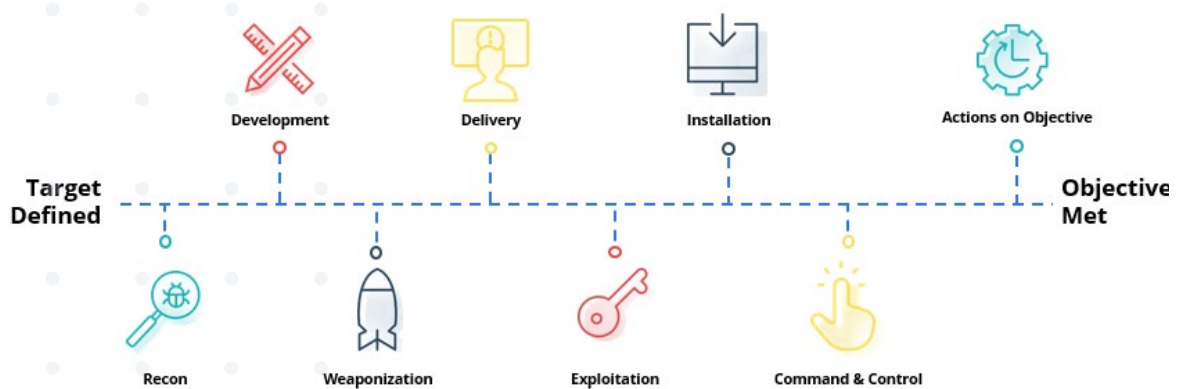 Development
Delivery
Installation
Actions on Objective
Target
Defined
Objective
Met
Recon
Weaponization
Exploitation
Command & Control